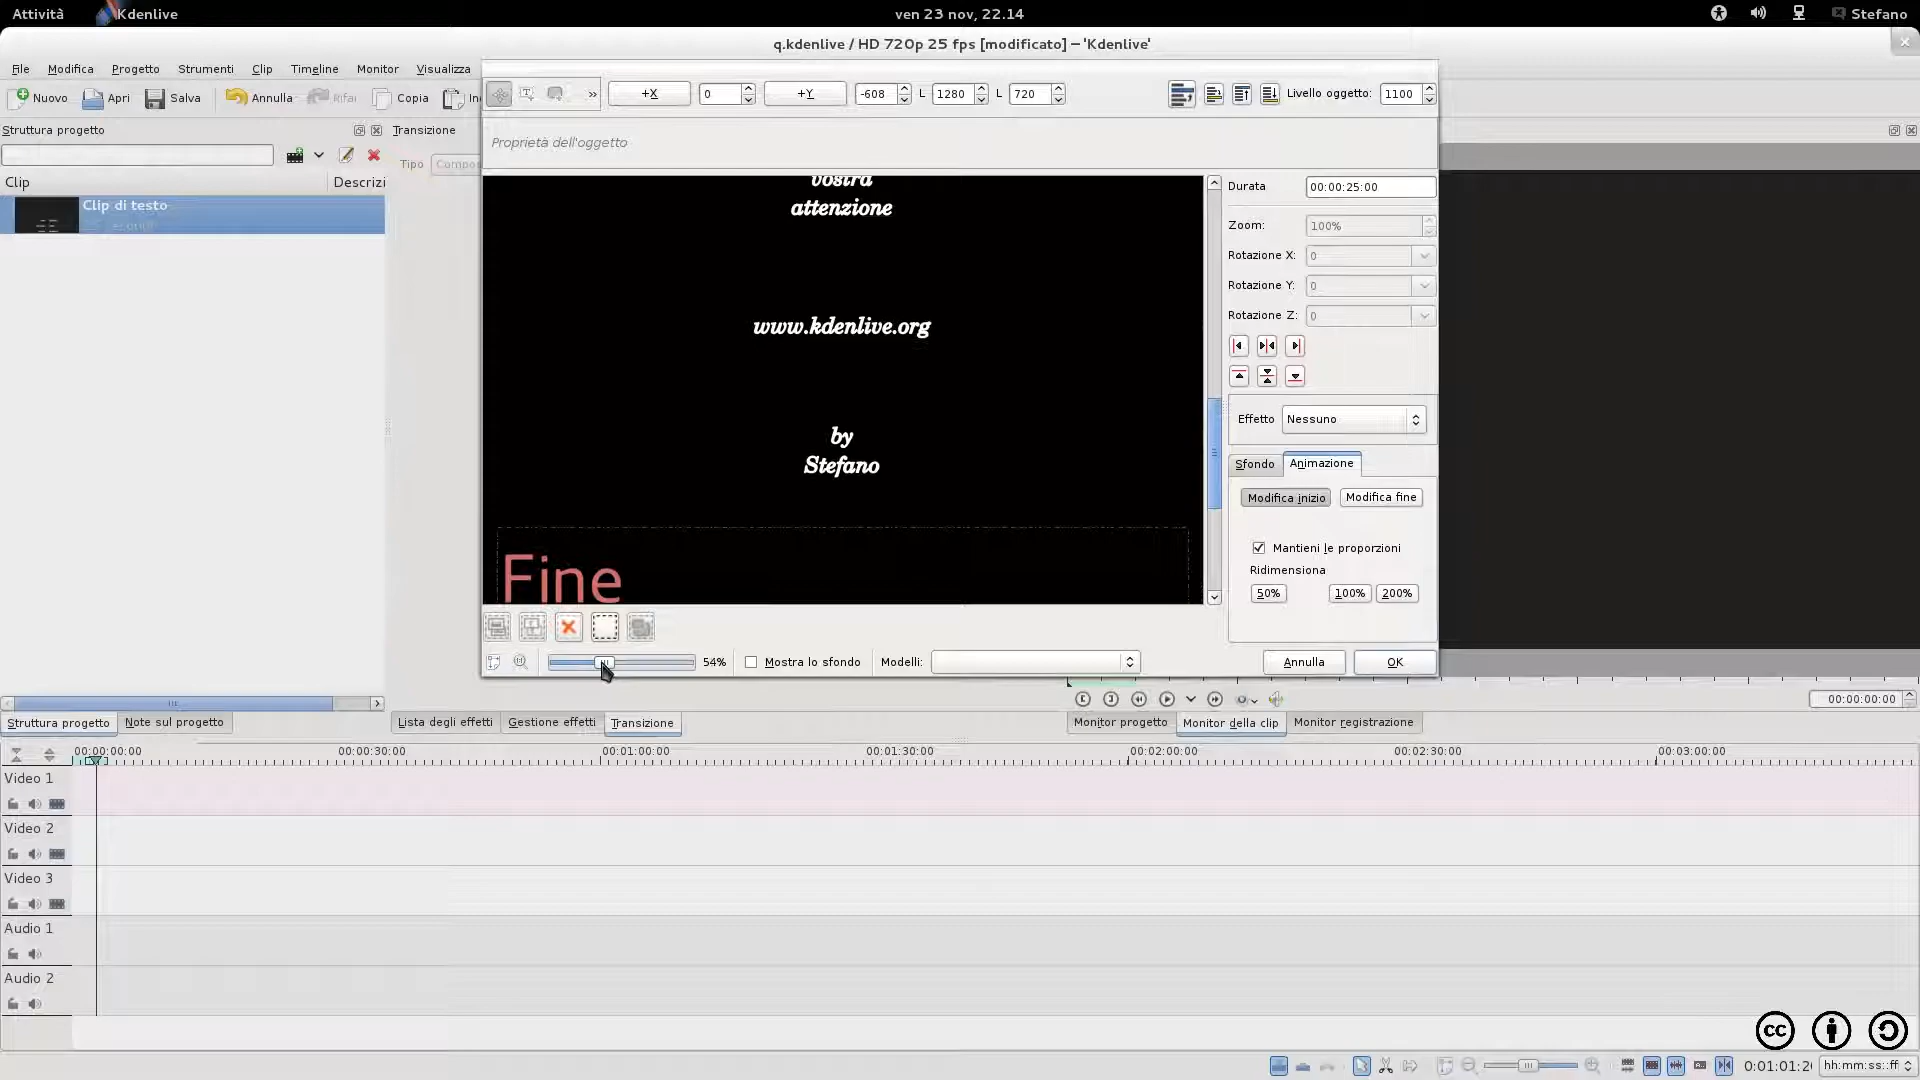 Attività
Kdenlive
ven 23 nov, 22.14
Stefano
q.kdenlive / HD 720p 25 fps [modificato] – 'Kdenlive'
File Modifica Progetto Strumenti Clip Timeline Monitor Visualizza
Nuovo Apri Salva Annulla Copia
+X 0 +Y -608 L 1280 L 720
Livello oggetto: 1100
Struttura progetto
Transizione
Proprietà dell'oggetto
Tipo
Clip Descrizi
Clip di testo
vostra
attenzione
www.kdenlive.org
by
Stefano
Fine
Durata 00:00:25:00
Zoom: 100%
Rotazione X: 0
Rotazione Y: 0
Rotazione Z: 0
Effetto Nessuno
Sfondo Animazione
Modifica inizio Modifica fine
Mantieni le proporzioni
Ridimensiona
50% 100% 200%
54% Mostra lo sfondo Modelli:
Annulla OK
00:00:00:00
Struttura progetto Note sul progetto
Lista degli effetti Gestione effetti Transizione
Monitor progetto Monitor della clip Monitor registrazione
00:00:00:00 00:00:30:00 00:01:00:00 00:01:30:00 00:02:00:00 00:02:30:00 00:03:00:00
Video 1
Video 2
Video 3
Audio 1
Audio 2
cc
hh:mm:ss::ff